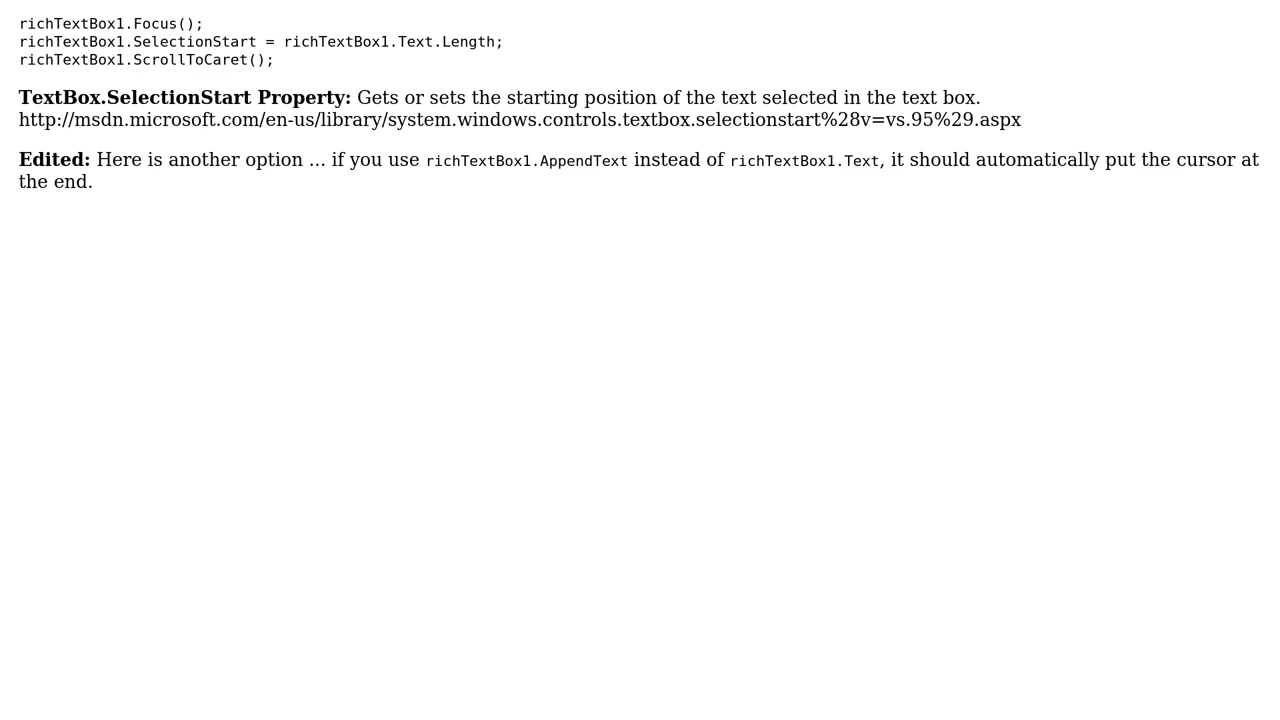 richTextBox1.Focus();
richTextBox1.SelectionStart = richTextBox1.Text.Length;
richTextBox1.ScrollToCaret();
TextBox.SelectionStart Property: Gets or sets the starting position of the text selected in the text box.
http://msdn.microsoft.com/en-us/library/system.windows.controls.textbox.selectionstart%28v=vs.95%29.aspx
Edited: Here is another option ... if you use richTextBox1.AppendText instead of richTextBox1.Text, it should automatically put the cursor at
the end.